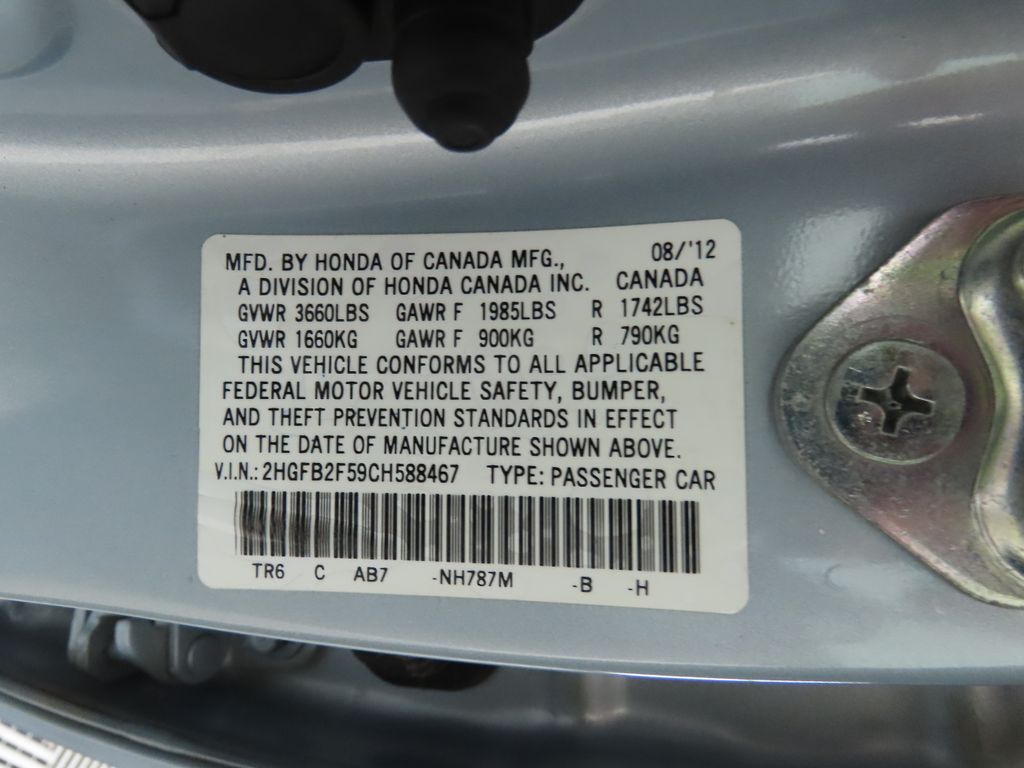 MFD. BY HONDA OF CANADA MFG., 08/'12
A DIVISION OF HONDA CANADA INC. CANADA
GVWR 3660LBS GAWR F 1985LBS R 1742LBS
GVWR 1660KG GAWR F 900KG R 790KG
THIS VEHICLE CONFORMS TO ALL APPLICABLE
FEDERAL MOTOR VEHICLE SAFETY, BUMPER,
AND THEFT PREVENTION STANDARDS IN EFFECT
ON THE DATE OF MANUFACTURE SHOWN ABOVE.
V.I.N.: 2HGFB2F59CH588467 TYPE: PASSENGER CAR
TR6 C AB7 -NH787M -B -H